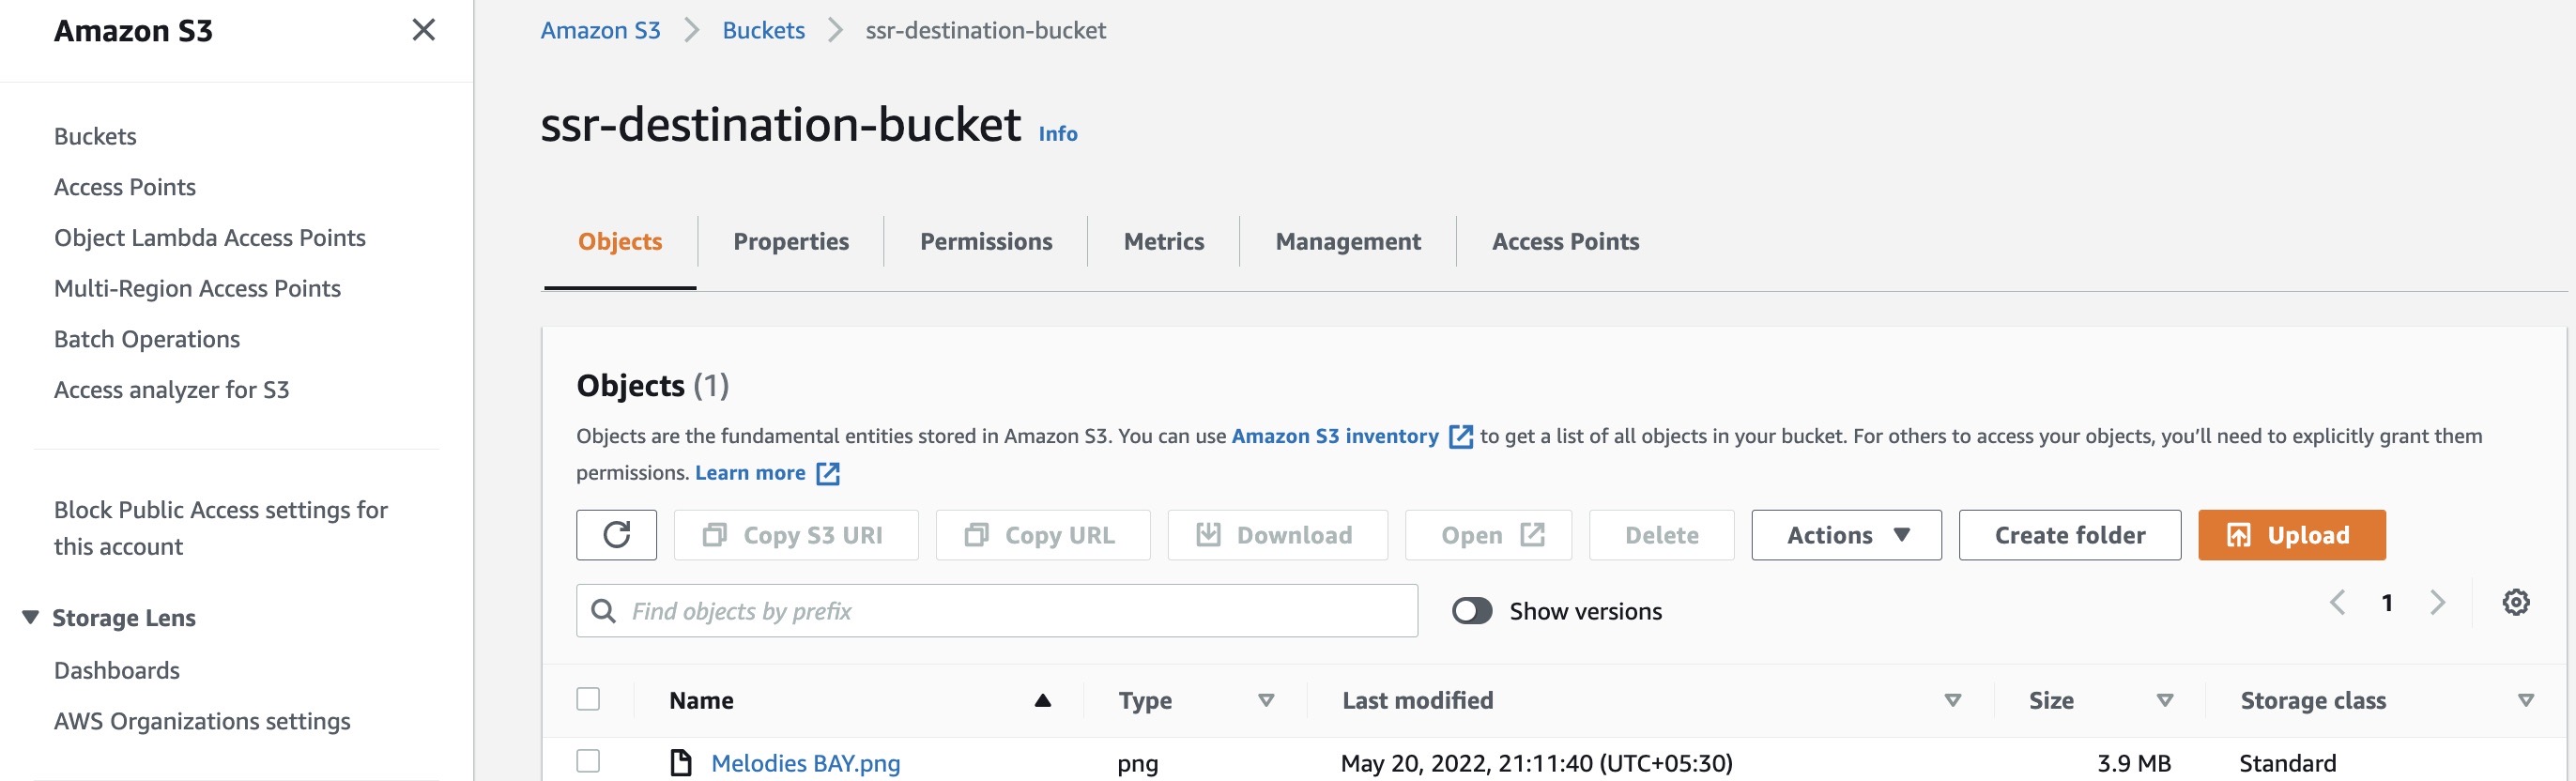 Amazon S3
Buckets
Access Points
Object Lambda Access Points
Multi-Region Access Points
Batch Operations
Access analyzer for S3
Block Public Access settings for
this account
Storage Lens
Dashboards
AWS Organizations settings
Amazon S3 Buckets ssr-destination-bucket
ssr-destination-bucket Info
Objects Properties Permissions Metrics Management Access Points
Objects (1)
Objects are the fundamental entities stored in Amazon S3. You can use Amazon S3 inventory to get a list of all objects in your bucket. For others to access your objects, you’ll need to explicitly grant them
permissions. Learn more
Copy S3 URI Copy URL Download Open Delete Actions Create folder Upload
Find objects by prefix Show versions 1
Name Type Last modified Size Storage class
Melodies BAY.png png May 20, 2022, 21:11:40 (UTC+05:30) 3.9 MB Standard